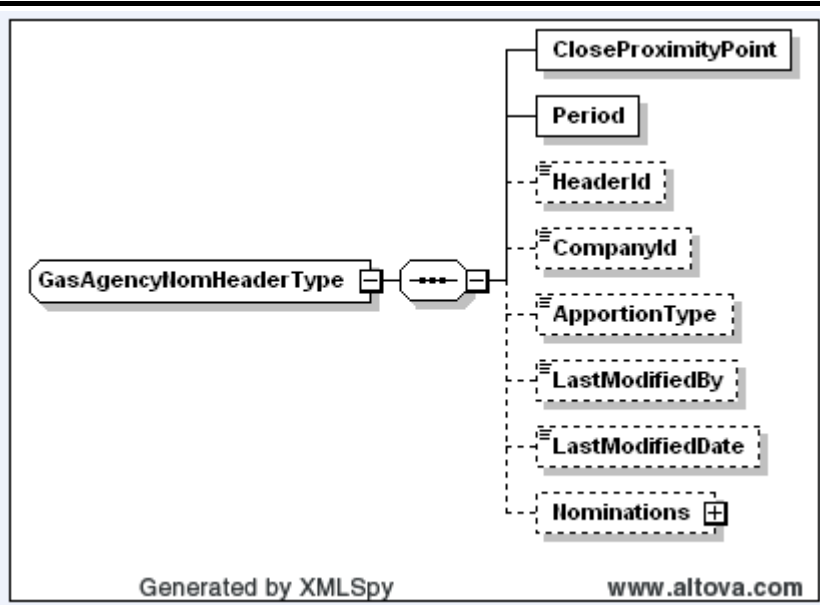 CloseProximityPoint
Period
HeaderId
CompanyId
GasAgencyNomHeaderType
ApportionType
LastModifiedBy
LastModifiedDate
Nominations
Generated by XMLSpy
www.altova.com